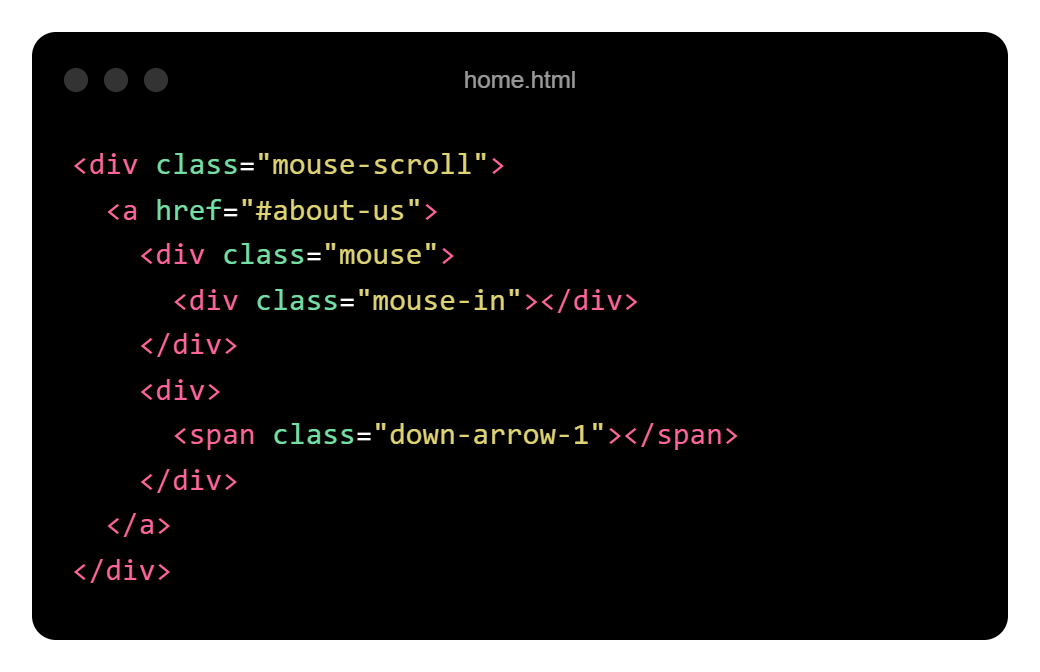 home.html
<div class="mouse-scroll">
  <a href="#about-us">
    <div class="mouse">
      <div class="mouse-in"></div>
    </div>
    <div>
      <span class="down-arrow-1"></span>
    </div>
  </a>
</div>